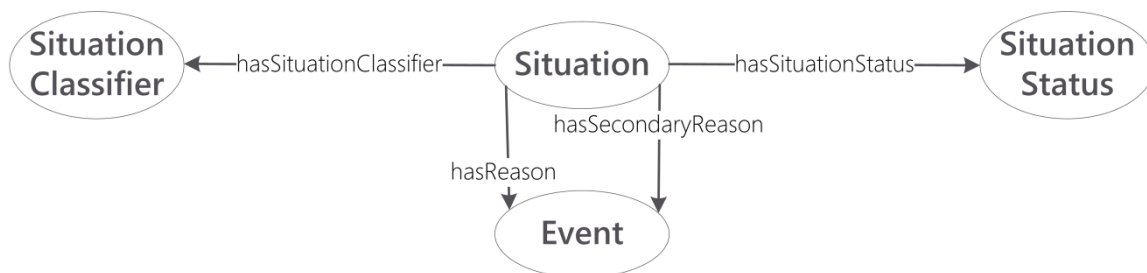 Situation
Classifier
hasSituationClassifier
Situation
hasSituationStatus
Situation
Status
hasSecondaryReason
hasReason
Event